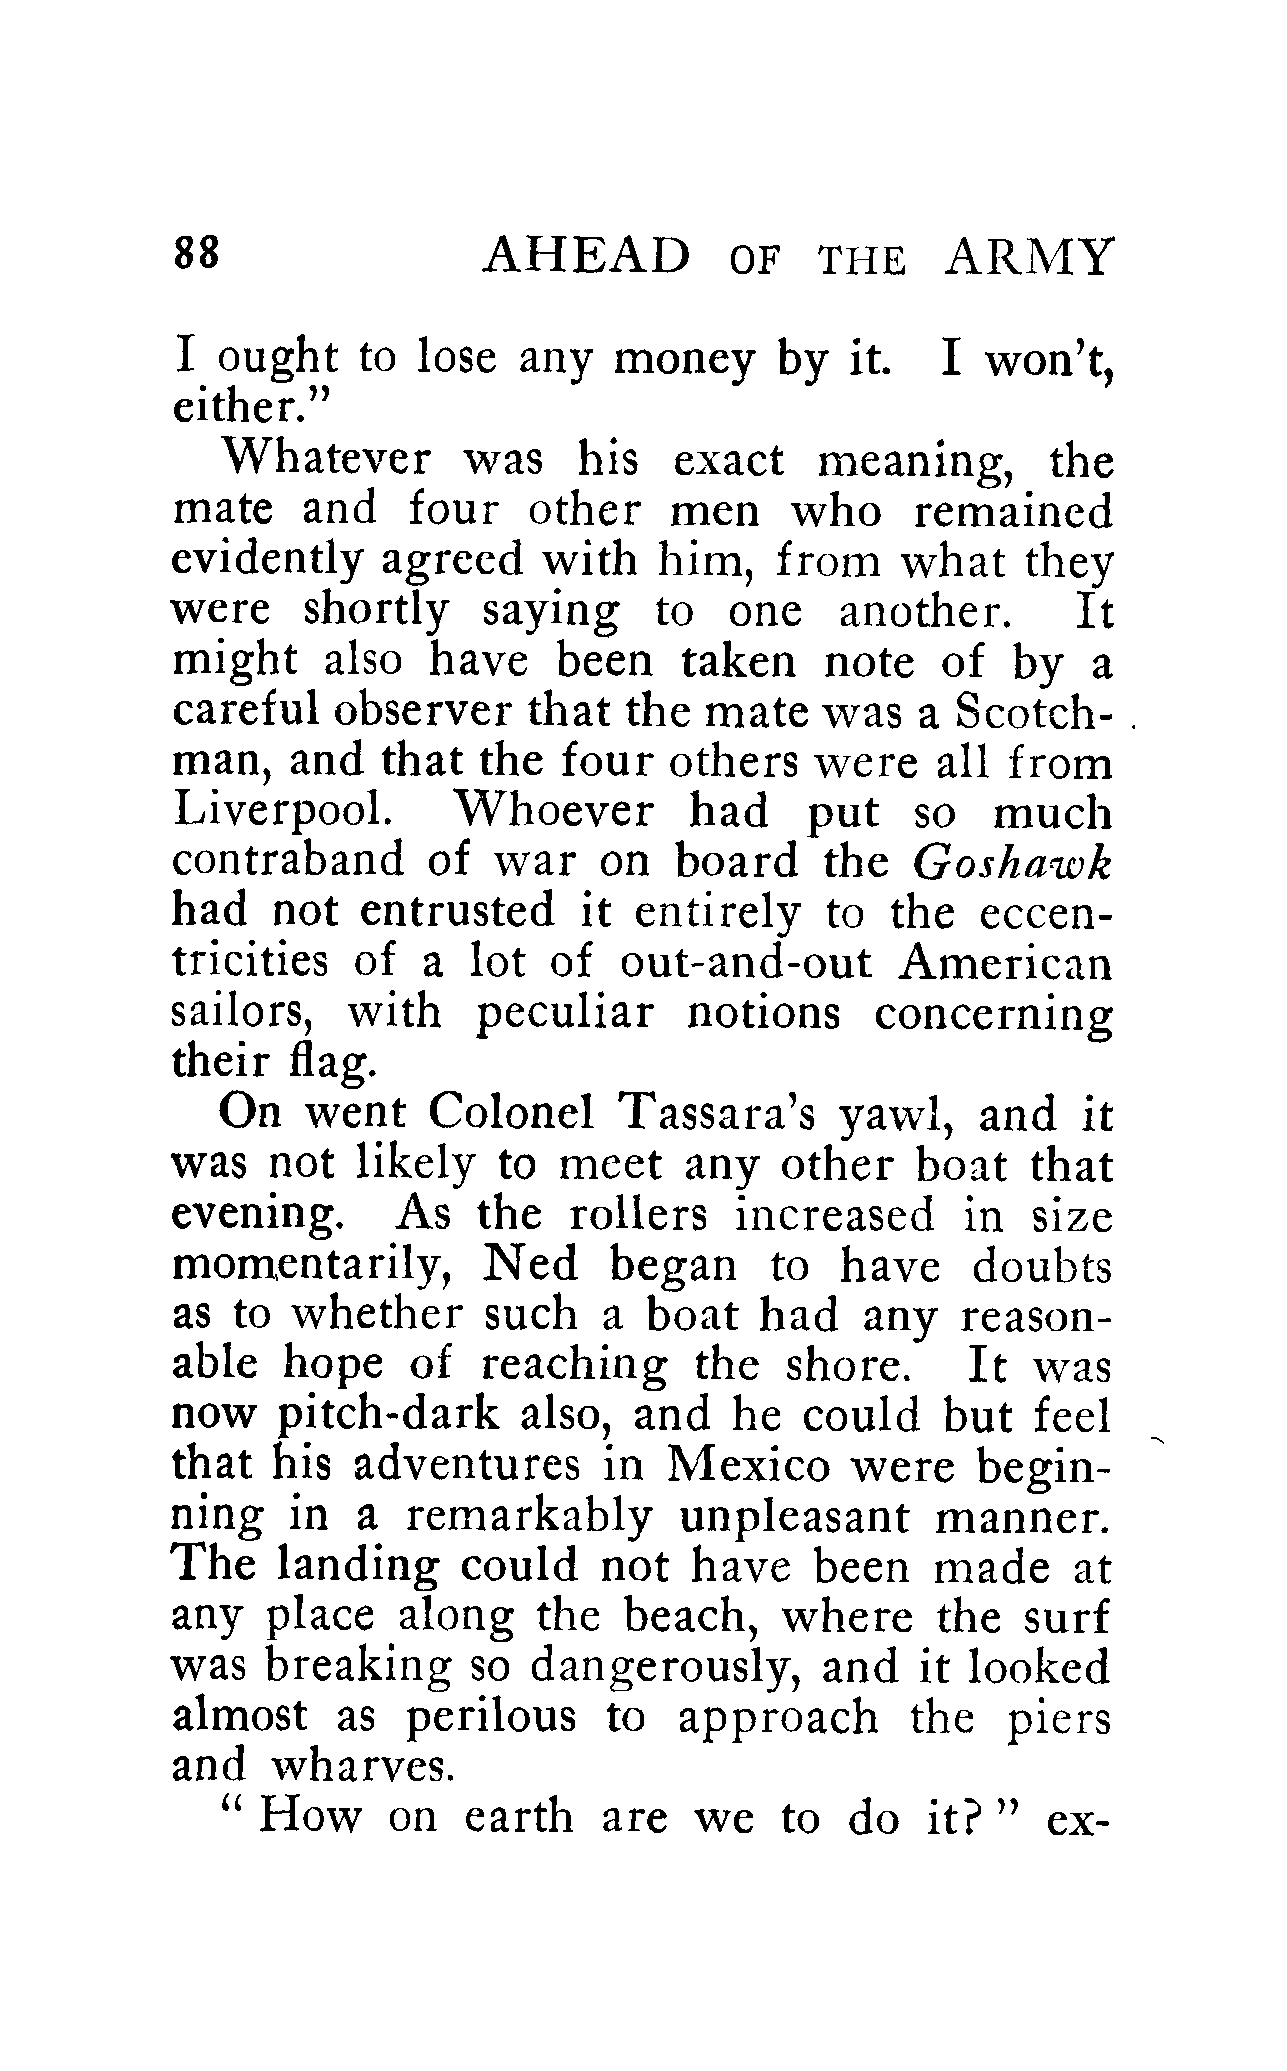 88 AHEAD OF THE ARMY
I ought to lose any money by it. I won't,
either."
Whatever was his exact meaning, the
mate and four other men who remained
evidently agreed with him, from what they
were shortly saying to one another. It
might also have been taken note of by a
careful observer that the mate was a Scotch-
man, and that the four others were all from
Liverpool. Whoever had put so much
contraband of war on board the Goshawk
had not entrusted it entirely to the eccen-
tricities of a lot of out-and-out American
sailors, with peculiar notions concerning
their flag.
On went Colonel Tassara's yawl, and it
was not likely to meet any other boat that
evening. As the rollers increased in size
momentarily, Ned began to have doubts
as to whether such a boat had any reason-
able hope of reaching the shore. It was
now pitch-dark also, and he could but feel
that his adventures in Mexico were begin-
ning in a remarkably unpleasant manner.
The landing could not have been made at
any place along the beach, where the surf
was breaking so dangerously, and it looked
almost as perilous to approach the piers
and wharves.
"How on earth are we to do it?" ex-